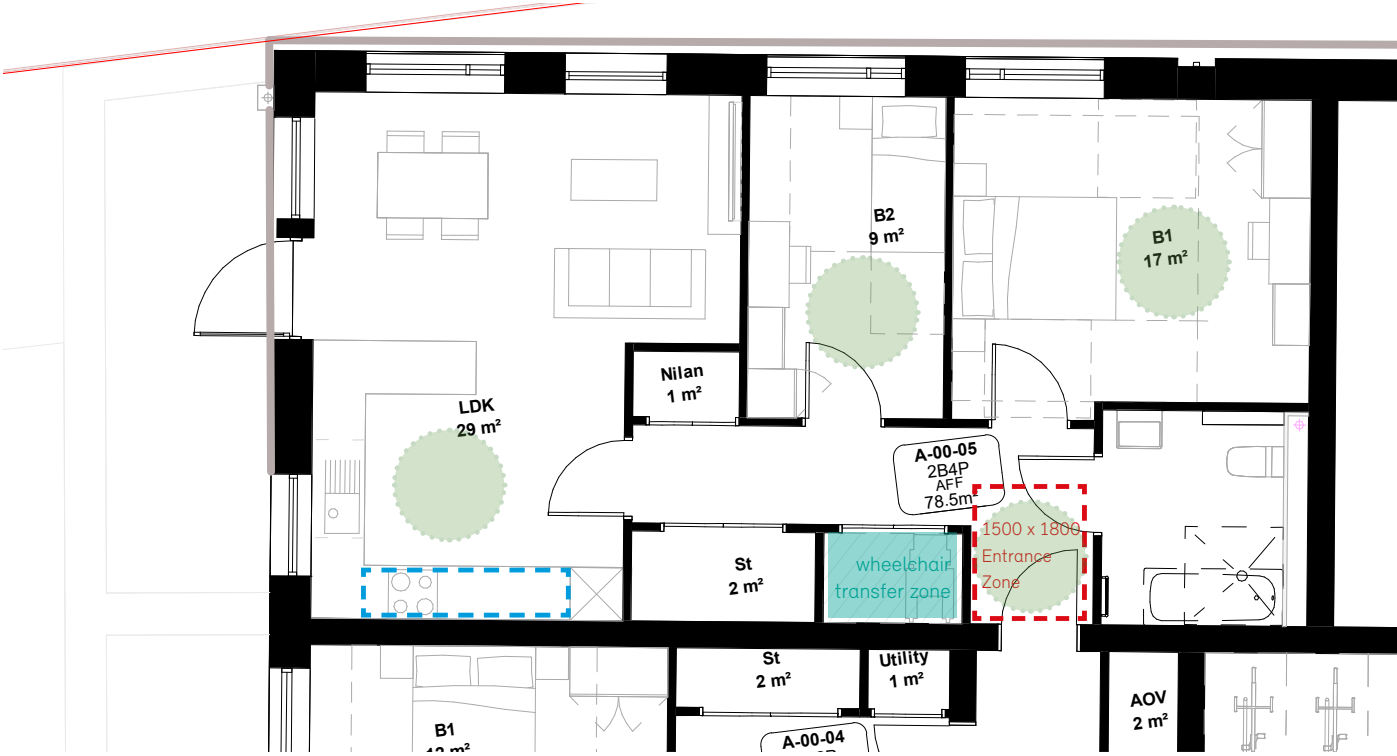 B2
9 m²
B1
17 m²
Nilan
1 m²
LDK
29 m²
A-00-05
2B4P
AFF
78.5m²
1500 x 1800
Entrance
Zone
St
2 m²
wheelchair
transfer zone
St
2 m²
Utility
1 m²
AOV
2 m²
B1
12 m²
A-00-04